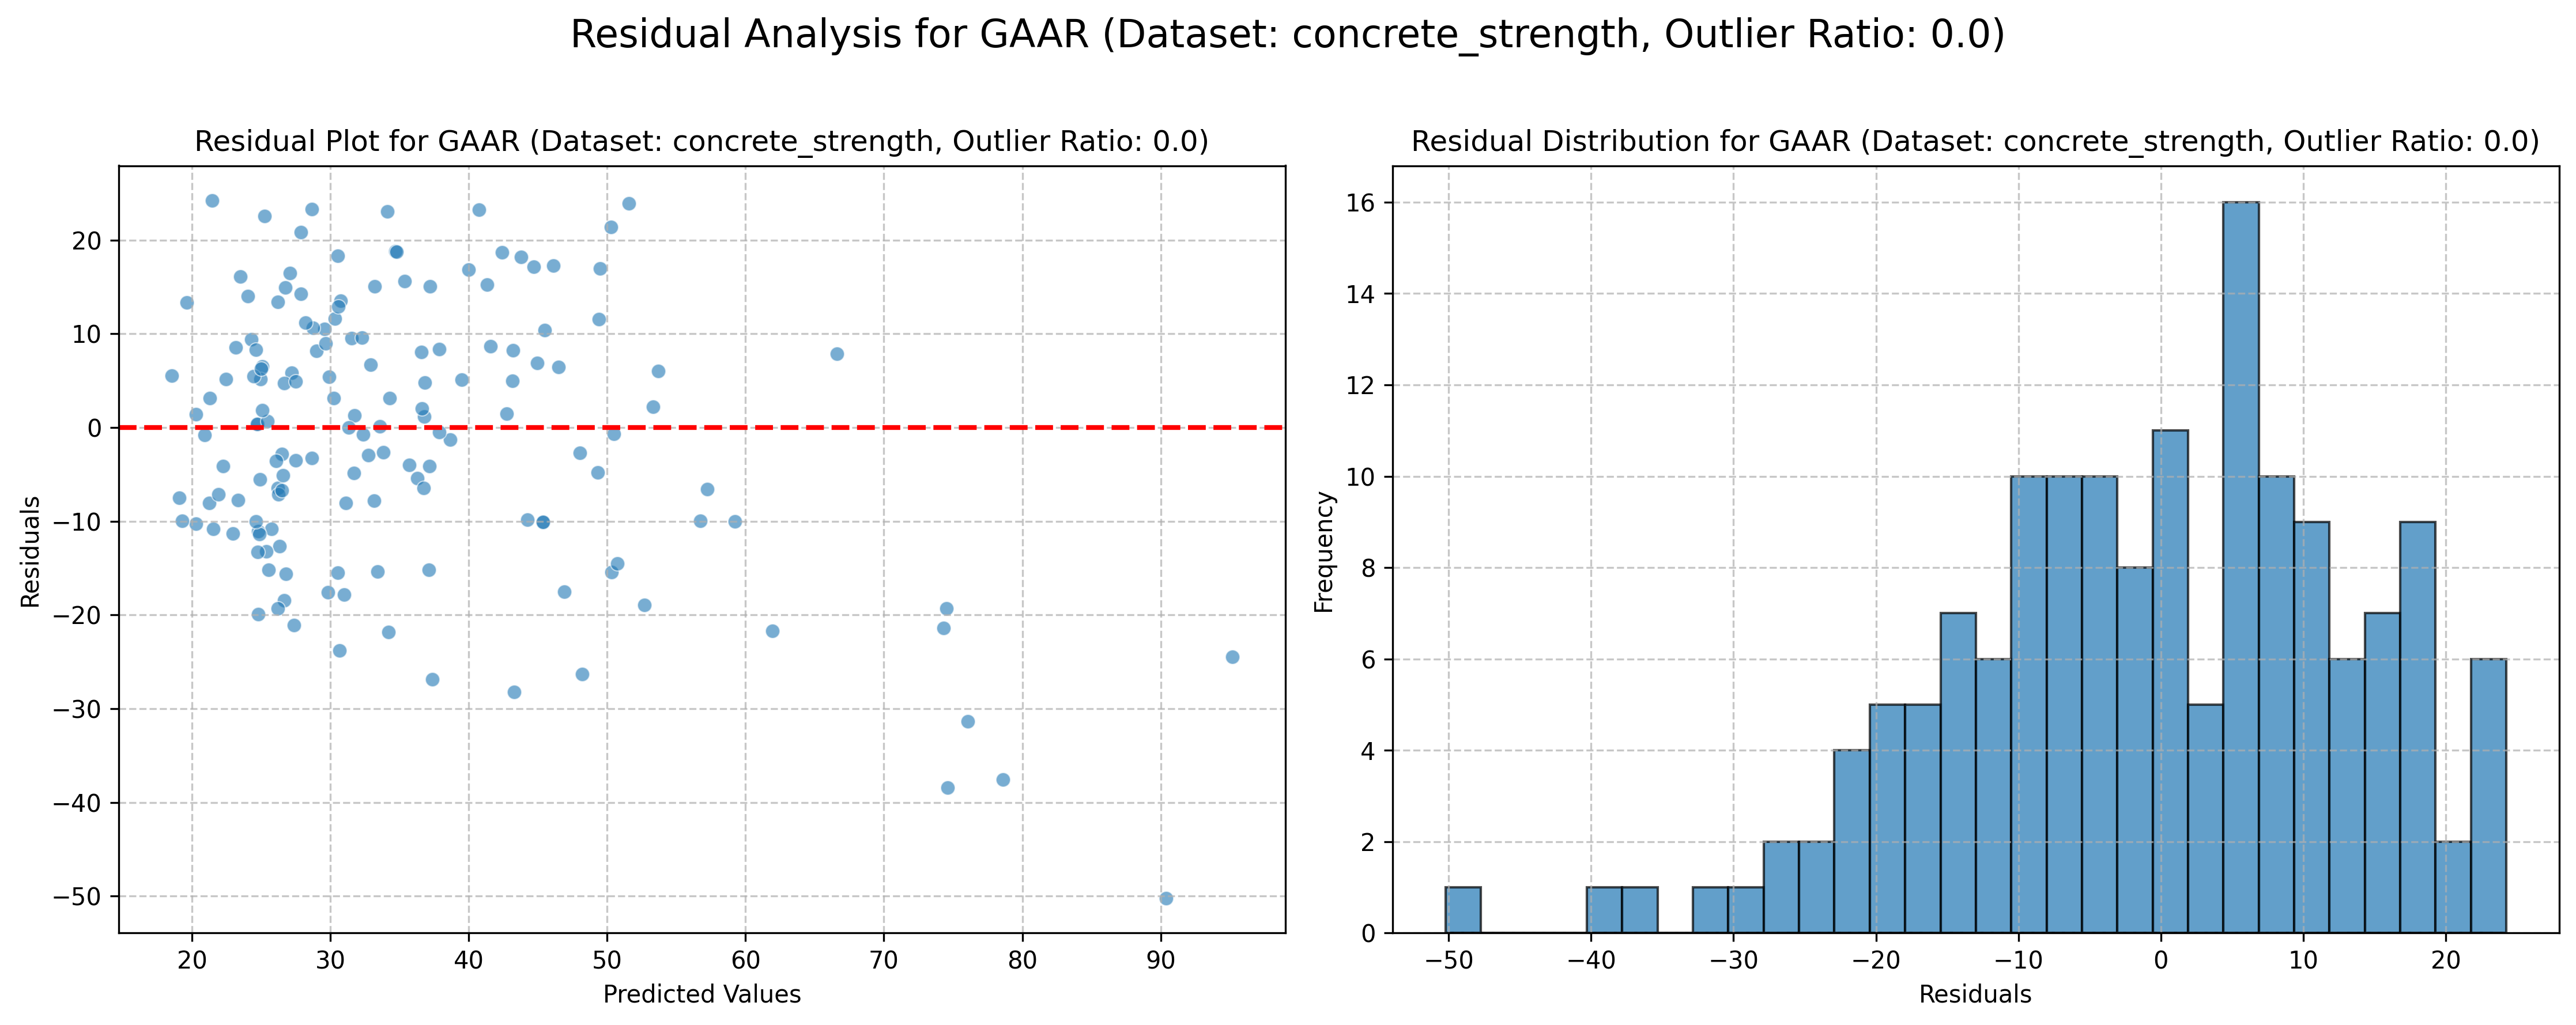 Residual Analysis for GAAR (Dataset: concrete_strength, Outlier Ratio: 0.0)
Residual Plot for GAAR (Dataset: concrete_strength, Outlier Ratio: 0.0)
Residuals
20
10
0
−10
−20
−30
−40
−50
20 30 40 50 60 70 80 90
Predicted Values
Residual Distribution for GAAR (Dataset: concrete_strength, Outlier Ratio: 0.0)
Frequency
16
14
12
10
8
6
4
2
0
−50 −40 −30 −20 −10 0 10 20
Residuals